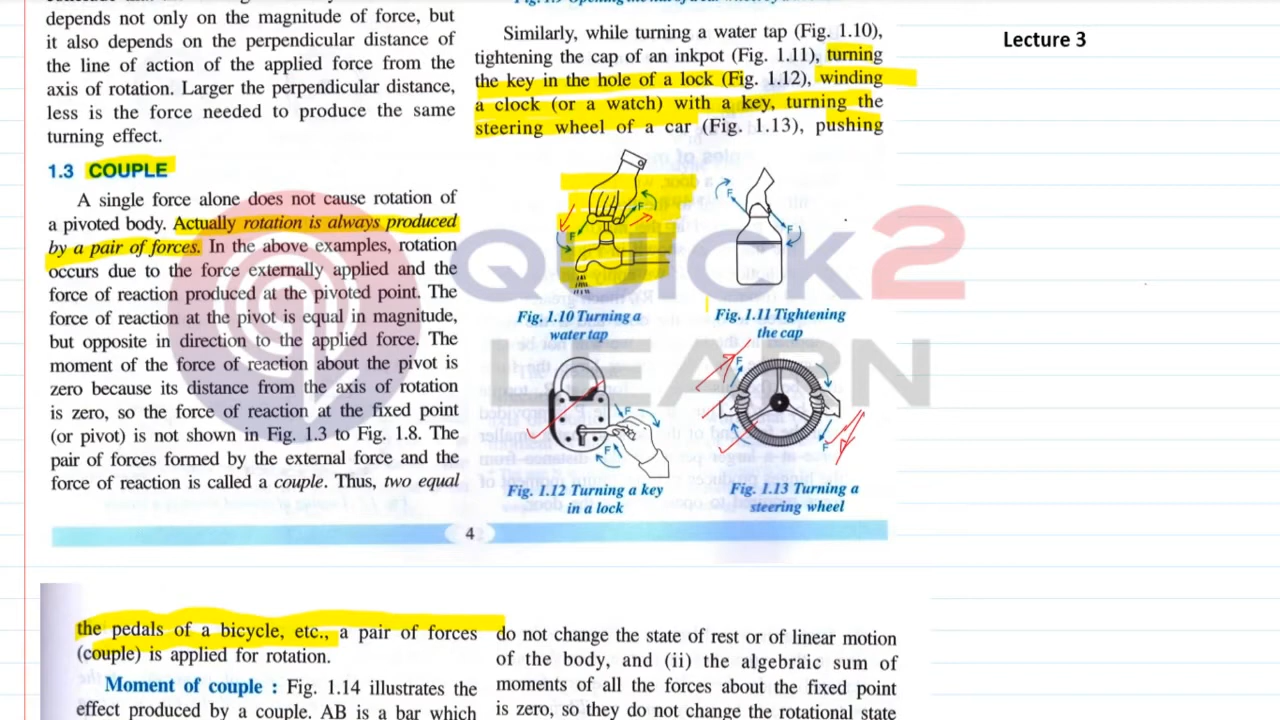 depends not only on the magnitude of force, but
it also depends on the perpendicular distance of
the line of action of the applied force from the
axis of rotation. Larger the perpendicular distance,
less is the force needed to produce the same
turning effect.
1.3 COUPLE
A single force alone does not cause rotation of
a pivoted body. Actually rotation is always produced
by a pair of forces. In the above examples, rotation
occurs due to the force externally applied and the
force of reaction produced at the pivoted point. The
force of reaction at the pivot is equal in magnitude,
but opposite in direction to the applied force. The
moment of the force of reaction about the pivot is
zero because its distance from the axis of rotation
is zero, so the force of reaction at the fixed point
(or pivot) is not shown in Fig. 1.3 to Fig. 1.8. The
pair of forces formed by the external force and the
force of reaction is called a couple. Thus, two equal
Similarly, while turning a water tap (Fig. 1.10),
tightening the cap of an inkpot (Fig. 1.11), turning
the key in the hole of a lock (Fig. 1.12), winding
a clock (or a watch) with a key, turning the
steering wheel of a car (Fig. 1.13), pushing
F
F
F
F
Fig. 1.10 Turning a
water tap
Fig. 1.11 Tightening
the cap
F
F
F
F
Fig. 1.12 Turning a key
in a lock
Fig. 1.13 Turning a
steering wheel
QUICK2
LEARN
Lecture 3
4
the pedals of a bicycle, etc., a pair of forces
(couple) is applied for rotation.
Moment of couple : Fig. 1.14 illustrates the
effect produced by a couple. AB is a bar which
do not change the state of rest or of linear motion
of the body, and (ii) the algebraic sum of
moments of all the forces about the fixed point
is zero, so they do not change the rotational state